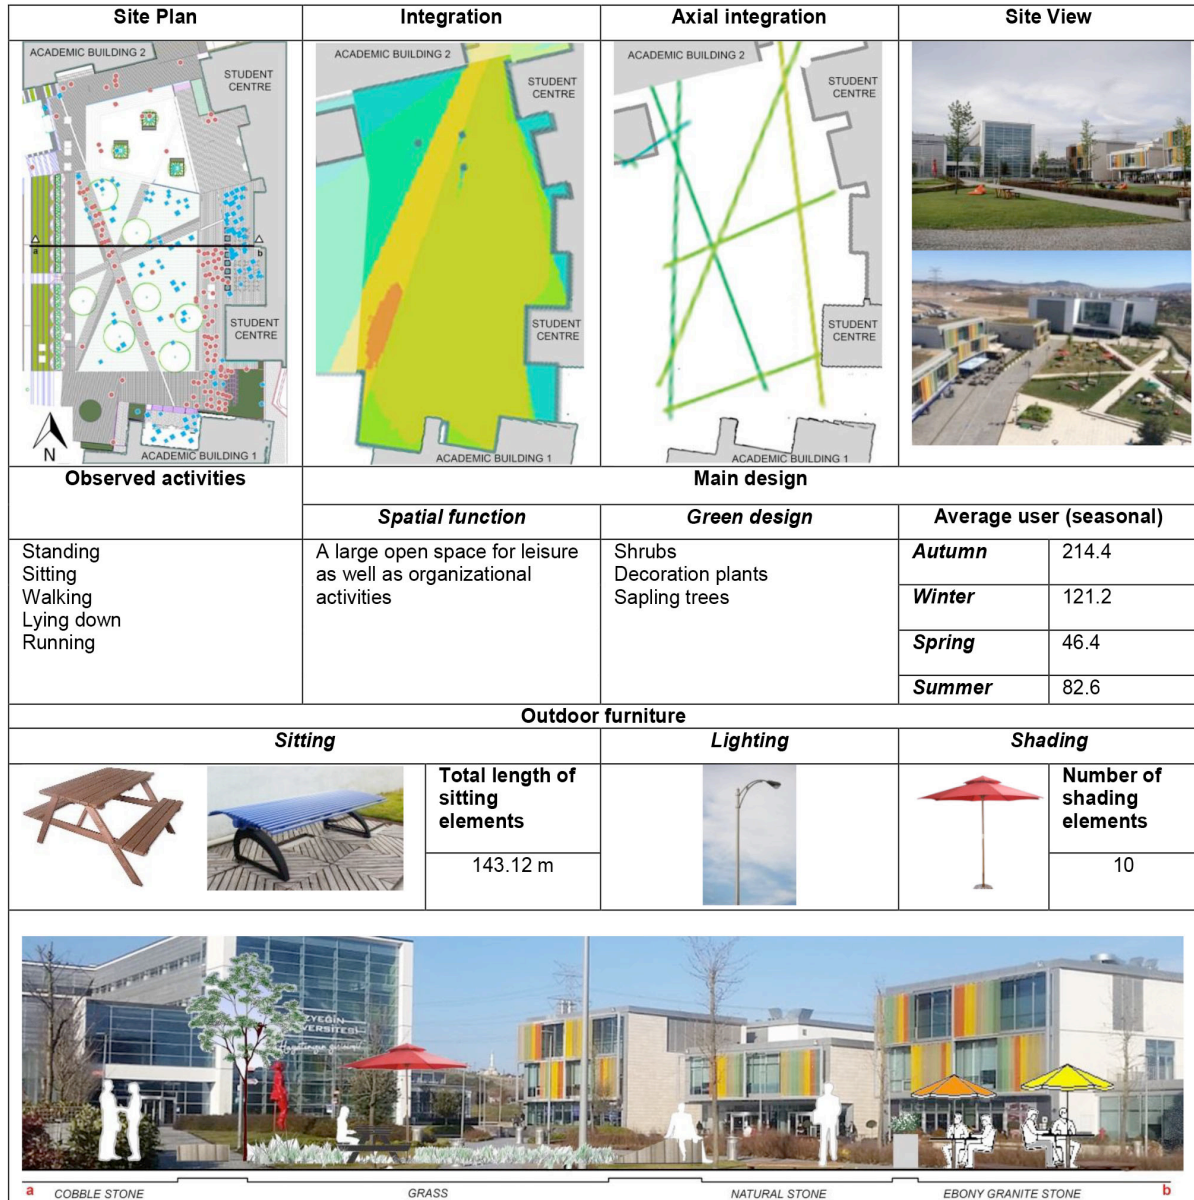 Site Plan
Integration
Axial integration
Site View
ACADEMIC BUILDING 2
STUDENT
CENTRE
a
b
STUDENT
CENTRE
N
ACADEMIC BUILDING 1
ACADEMIC BUILDING 2
STUDENT
CENTRE
STUDENT
CENTRE
ACADEMIC BUILDING 1
ACADEMIC BUILDING 2
STUDENT
CENTRE
STUDENT
CENTRE
ACADEMIC BUILDING 1
Observed activities
Main design
Spatial function
Green design
Average user (seasonal)
Standing
Sitting
Walking
Lying down
Running
A large open space for leisure
as well as organizational
activities
Shrubs
Decoration plants
Sapling trees
Autumn 214.4
Winter 121.2
Spring 46.4
Summer 82.6
Outdoor furniture
Sitting
Lighting
Shading
Total length of
sitting
elements
143.12 m
Number of
shading
elements
10
ZYEĞİN
a
COBBLE STONE
GRASS
NATURAL STONE
EBONY GRANITE STONE
b